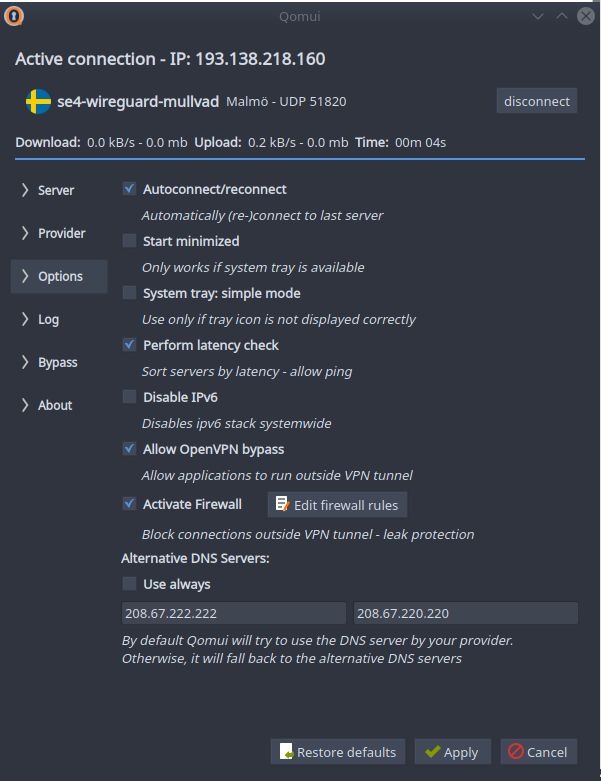 Qomui
Active connection - IP: 193.138.218.160
se4-wireguard-mullvad Malmö - UDP 51820 disconnect
Download: 0.0 kB/s - 0.0 mb Upload: 0.2 kB/s - 0.0 mb Time: 00m 04s
Server
Provider
Options
Log
Bypass
About
Autoconnect/reconnect
Automatically (re-)connect to last server
Start minimized
Only works if system tray is available
System tray: simple mode
Use only if tray icon is not displayed correctly
Perform latency check
Sort servers by latency - allow ping
Disable IPv6
Disables ipv6 stack systemwide
Allow OpenVPN bypass
Allow applications to run outside VPN tunnel
Activate Firewall Edit firewall rules
Block connections outside VPN tunnel - leak protection
Alternative DNS Servers:
Use always
208.67.222.222 208.67.220.220
By default Qomui will try to use the DNS server by your provider.
Otherwise, it will fall back to the alternative DNS servers
Restore defaults Apply Cancel